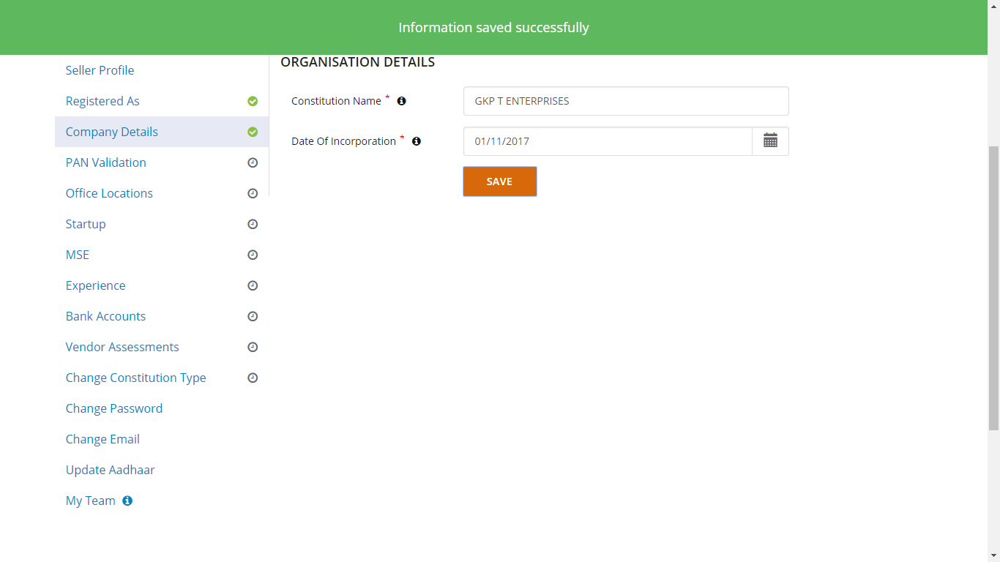 Information saved successfully
Seller Profile
Registered As
Company Details
PAN Validation
Office Locations
Startup
MSE
Experience
Bank Accounts
Vendor Assessments
Change Constitution Type
Change Password
Change Email
Update Aadhaar
My Team
ORGANISATION DETAILS
Constitution Name * GKP T ENTERPRISES
Date Of Incorporation * 01/11/2017
SAVE